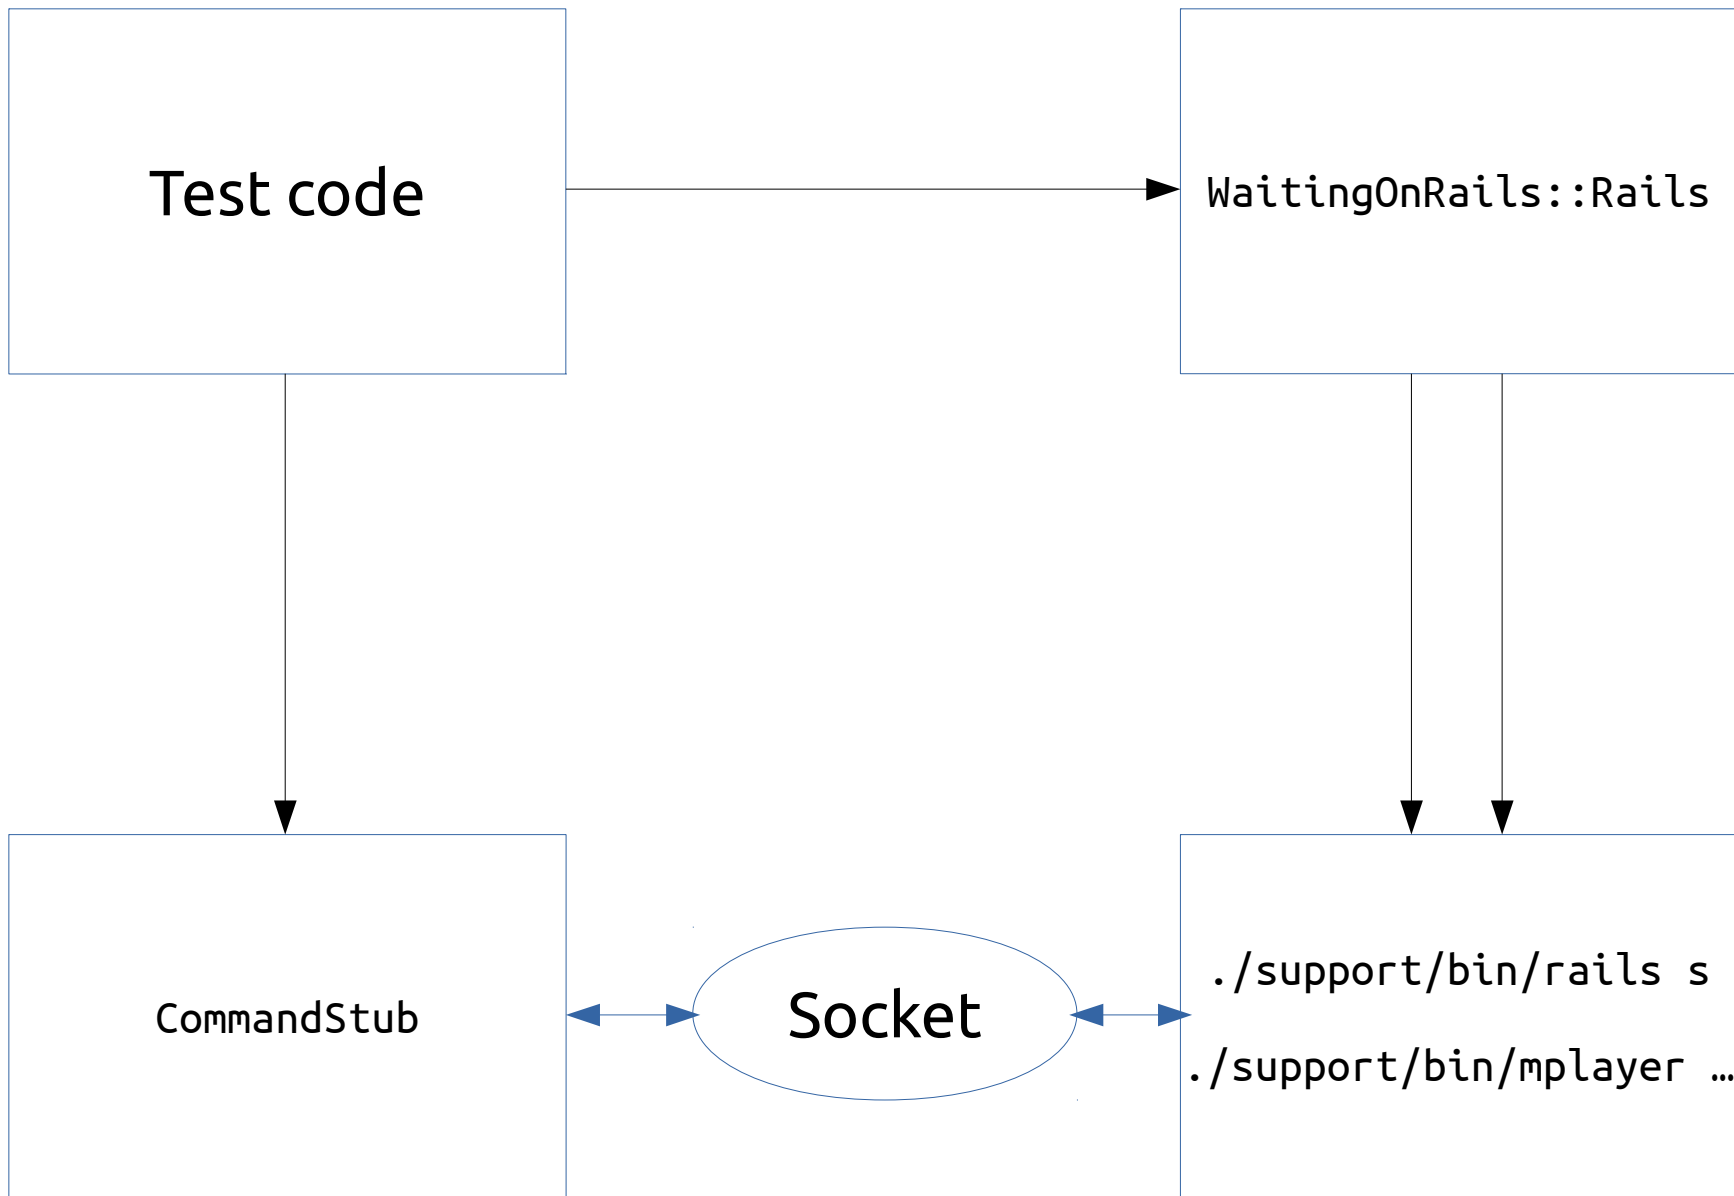 Test code
WaitingOnRails::Rails
CommandStub
Socket
./support/bin/rails s
./support/bin/mplayer …